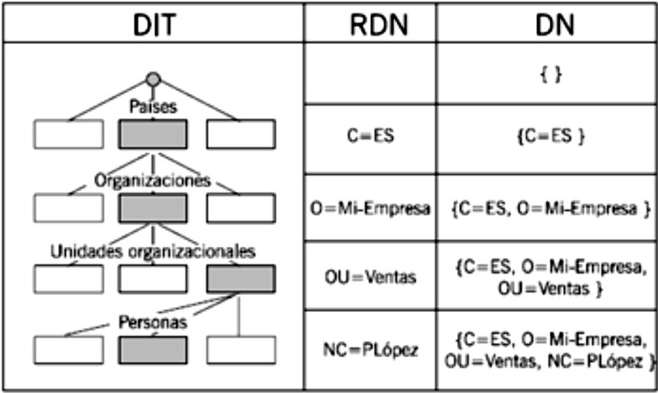 DIT RDN DN
{ }
Países
C=ES {C=ES }
Organizaciones
O=Mi-Empresa {C=ES, O=Mi-Empresa }
Unidades organizacionales
OU=Ventas {C=ES, O=Mi-Empresa,
OU=Ventas }
Personas
NC=PLópez {C=ES, O=Mi-Empresa,
OU=Ventas, NC=PLópez }